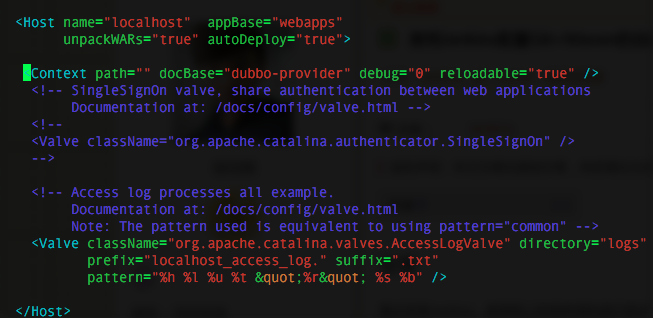 <Host name="localhost"  appBase="webapps"
      unpackWARs="true" autoDeploy="true">
  <Context path="" docBase="dubbo-provider" debug="0" reloadable="true" />
  <!-- SingleSignOn valve, share authentication between web applications
       Documentation at: /docs/config/valve.html -->
  <!--
  <Valve className="org.apache.catalina.authenticator.SingleSignOn" />
  -->
  <!-- Access log processes all example.
       Documentation at: /docs/config/valve.html
       Note: The pattern used is equivalent to using pattern="common" -->
  <Valve className="org.apache.catalina.valves.AccessLogValve" directory="logs"
         prefix="localhost_access_log." suffix=".txt"
         pattern="%h %l %u %t &quot;%r&quot; %s %b" />
</Host>